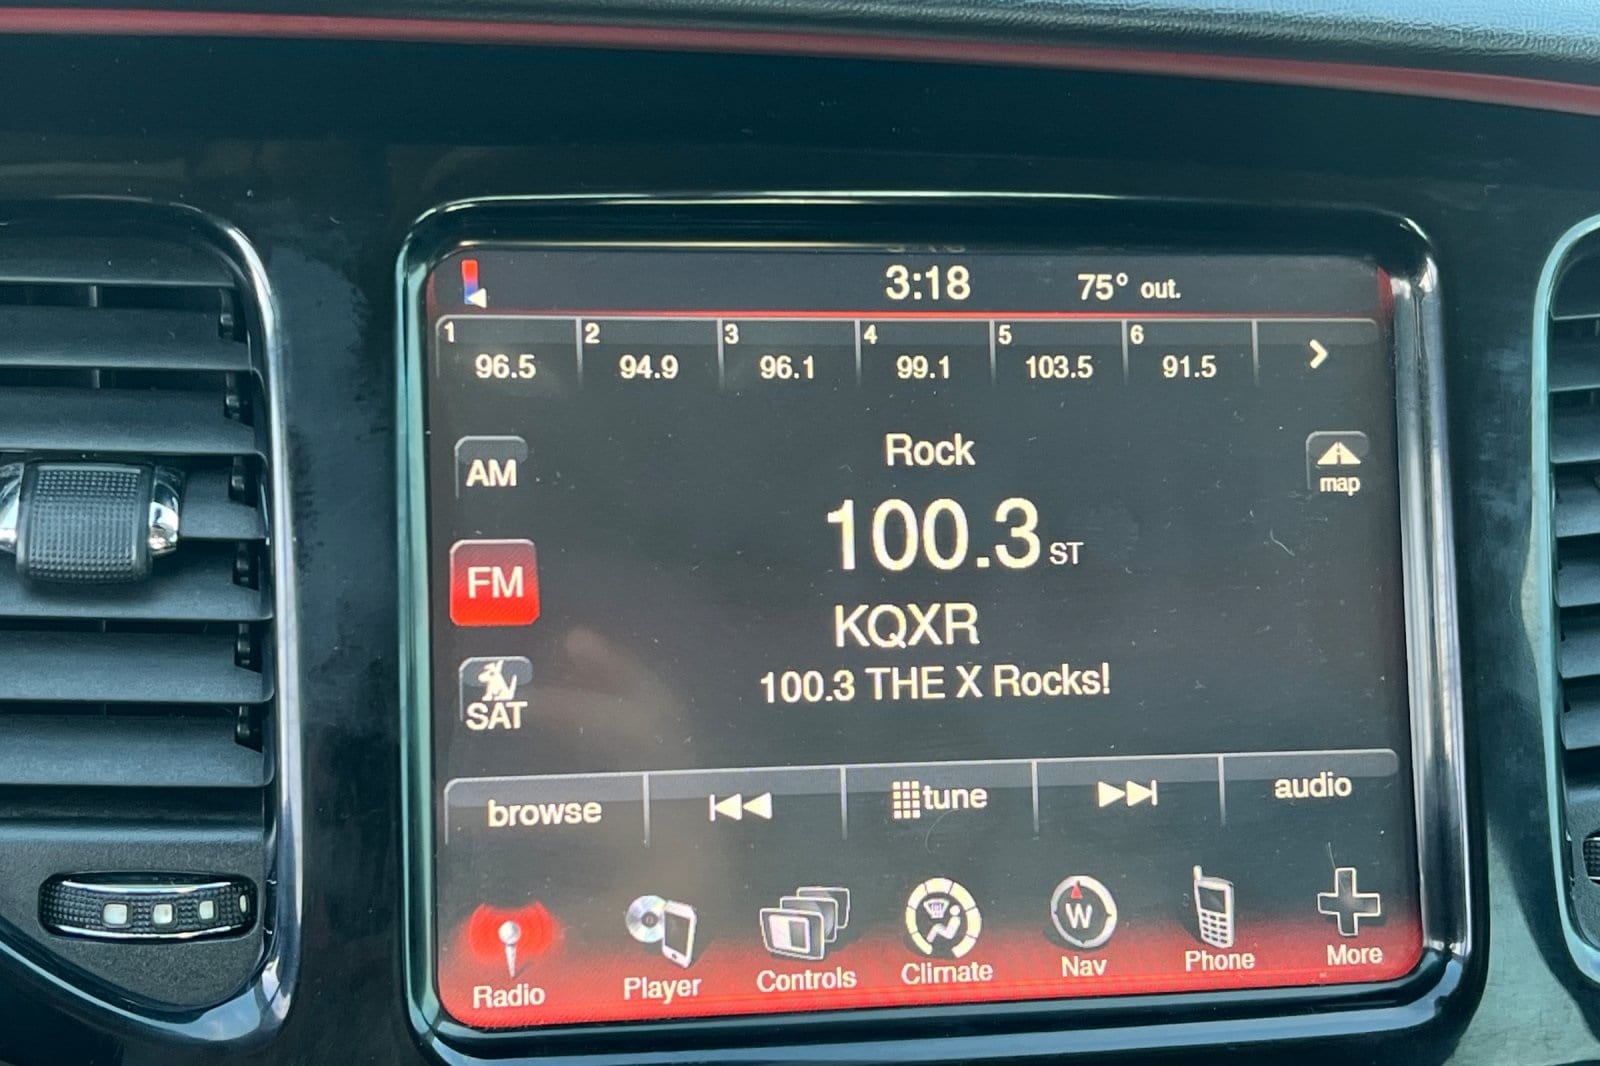 3:18 75° out.
1 2 3 4 5 6
96.5 94.9 96.1 99.1 103.5 91.5
Rock
AM
map
100.3 ST
FM
KQXR
100.3 THE X Rocks!
SAT
browse tune audio
W
Radio Player Controls Climate Nav Phone More